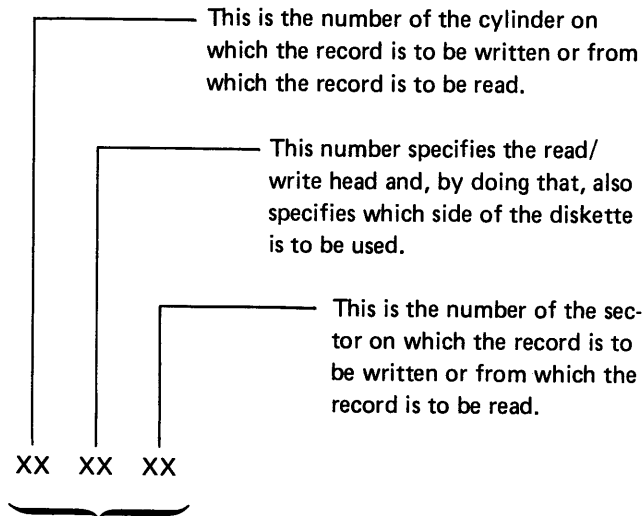 This is the number of the cylinder on
which the record is to be written or from
which the record is to be read.
This number specifies the read/
write head and, by doing that, also
specifies which side of the diskette
is to be used.
This is the number of the sec-
tor on which the record is to
be written or from which the
record is to be read.
XX XX XX